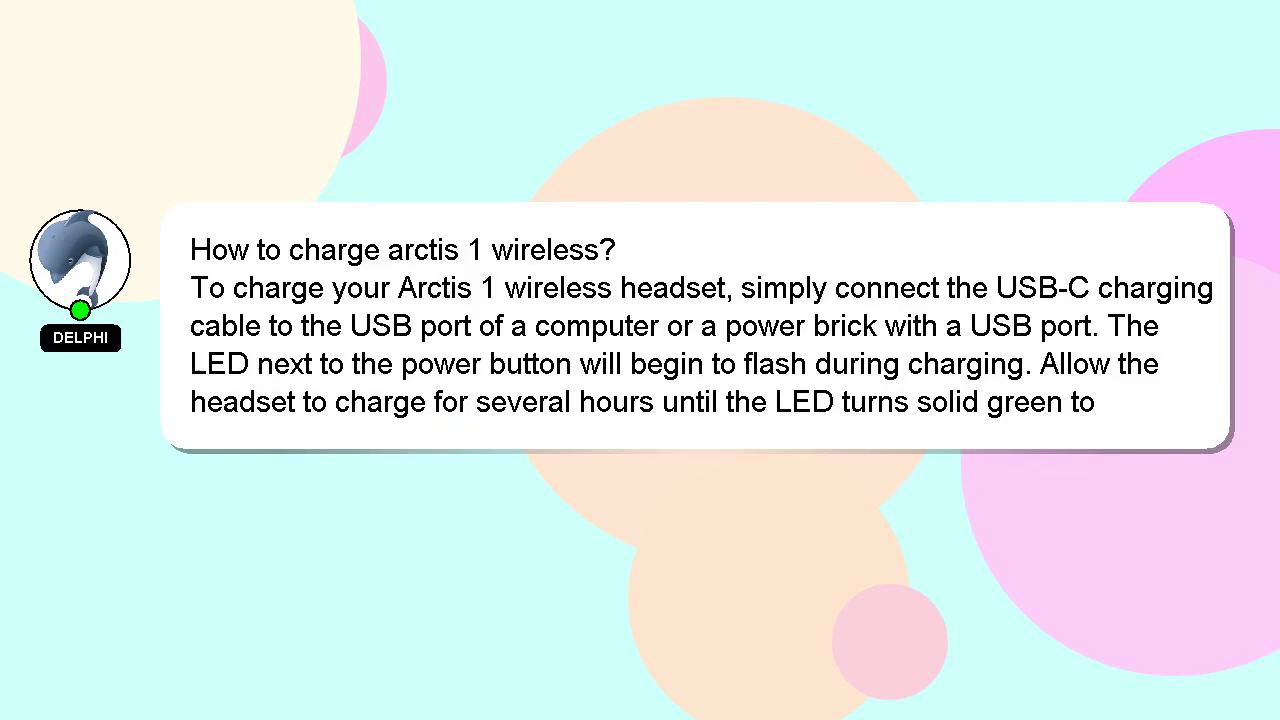 How to charge arctis 1 wireless?
To charge your Arctis 1 wireless headset, simply connect the USB-C charging
cable to the USB port of a computer or a power brick with a USB port. The
LED next to the power button will begin to flash during charging. Allow the
headset to charge for several hours until the LED turns solid green to
DELPHI